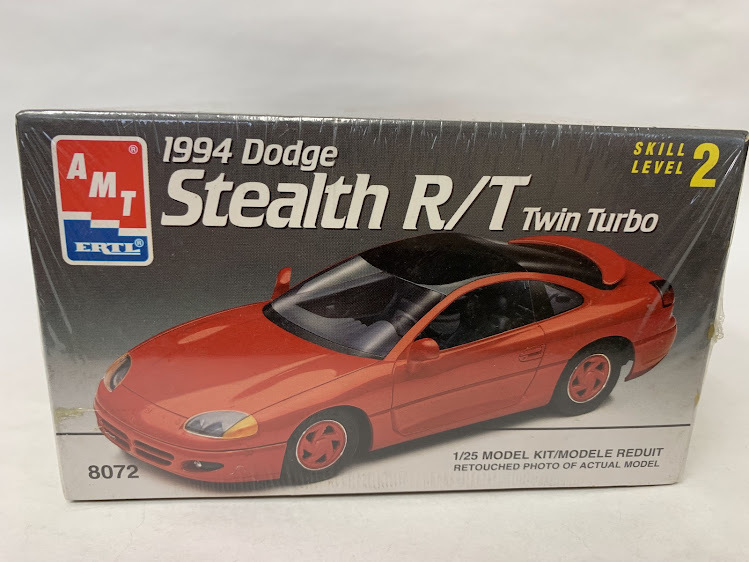 AMT®
ERTL®
1994 Dodge
Stealth R/T Twin Turbo
SKILL
LEVEL 2
8072
1/25 MODEL KIT/MODELE REDUIT
RETOUCHED PHOTO OF ACTUAL MODEL